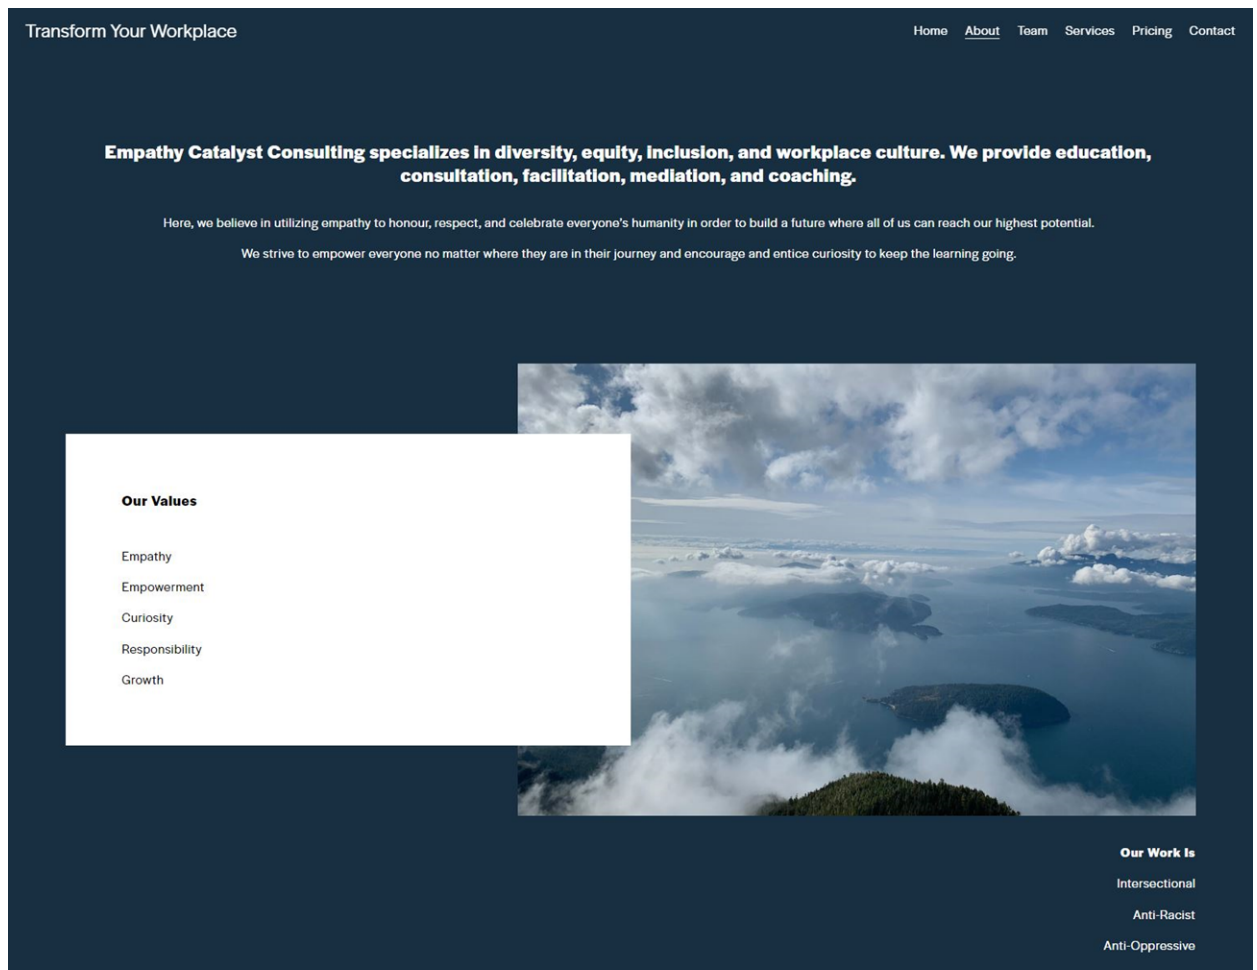 Transform Your Workplace
Home About Team Services Pricing Contact
Empathy Catalyst Consulting specializes in diversity, equity, inclusion, and workplace culture. We provide education,
consultation, facilitation, mediation, and coaching.
Here, we believe in utilizing empathy to honour, respect, and celebrate everyone's humanity in order to build a future where all of us can reach our highest potential.
We strive to empower everyone no matter where they are in their journey and encourage and entice curiosity to keep the learning going.
Our Values
Empathy
Empowerment
Curiosity
Responsibility
Growth
Our Work Is
Intersectional
Anti-Racist
Anti-Oppressive